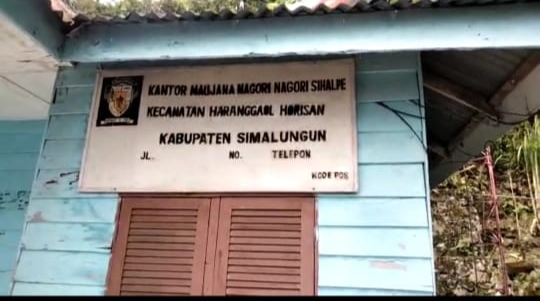 KANTOR MAUJANA NAGORI NAGORI SIHALPE
KECAMATAN HARANGGAOL HORISAN
KABUPATEN SIMALUNGUN
JL. NO. TELEPON
KODE POS